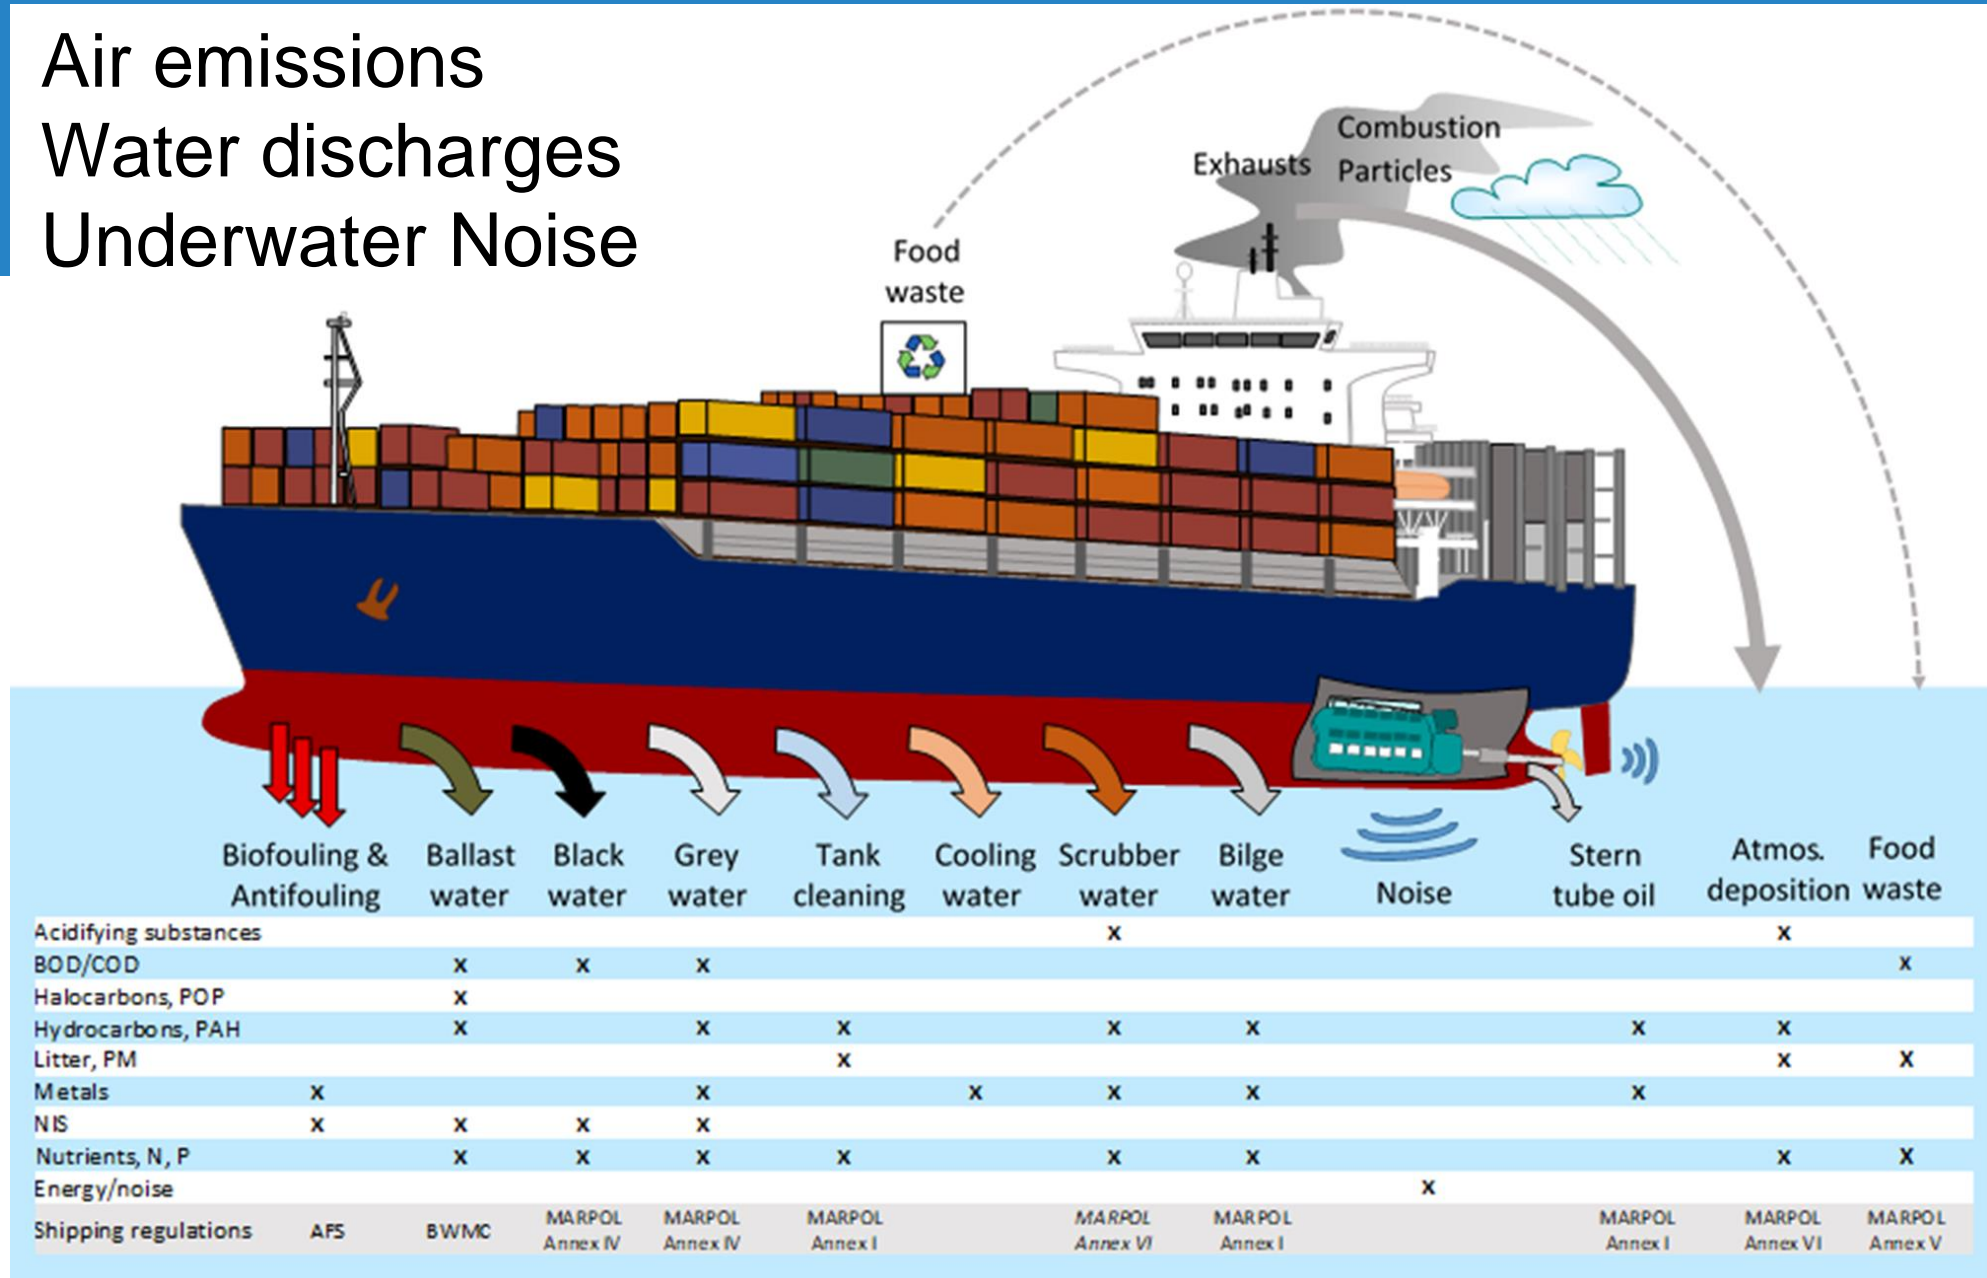 Air emissions
Water discharges
Underwater Noise
Combustion
Exhausts Particles
Food
waste
Biofouling & Ballast Black Grey Tank Cooling Scrubber Bilge Stern Atmos. Food
Antifouling water water water cleaning water water water Noise tube oil deposition waste
Acidifying substances x x
BOD/COD x x x x
Halocarbons, POP x
Hydrocarbons, PAH x x x x x x x
Litter, PM x x x
Metals x x x x x x
NIS x x x x
Nutrients, N, P x x x x x x x x
Energy/noise x
MARPOL MARPOL MARPOL MARPOL MARPOL MARPOL MARPOL MARPOL
Shipping regulations AFS BWMC Annex IV Annex IV Annex I Annex VI Annex I Annex I Annex VI Annex V